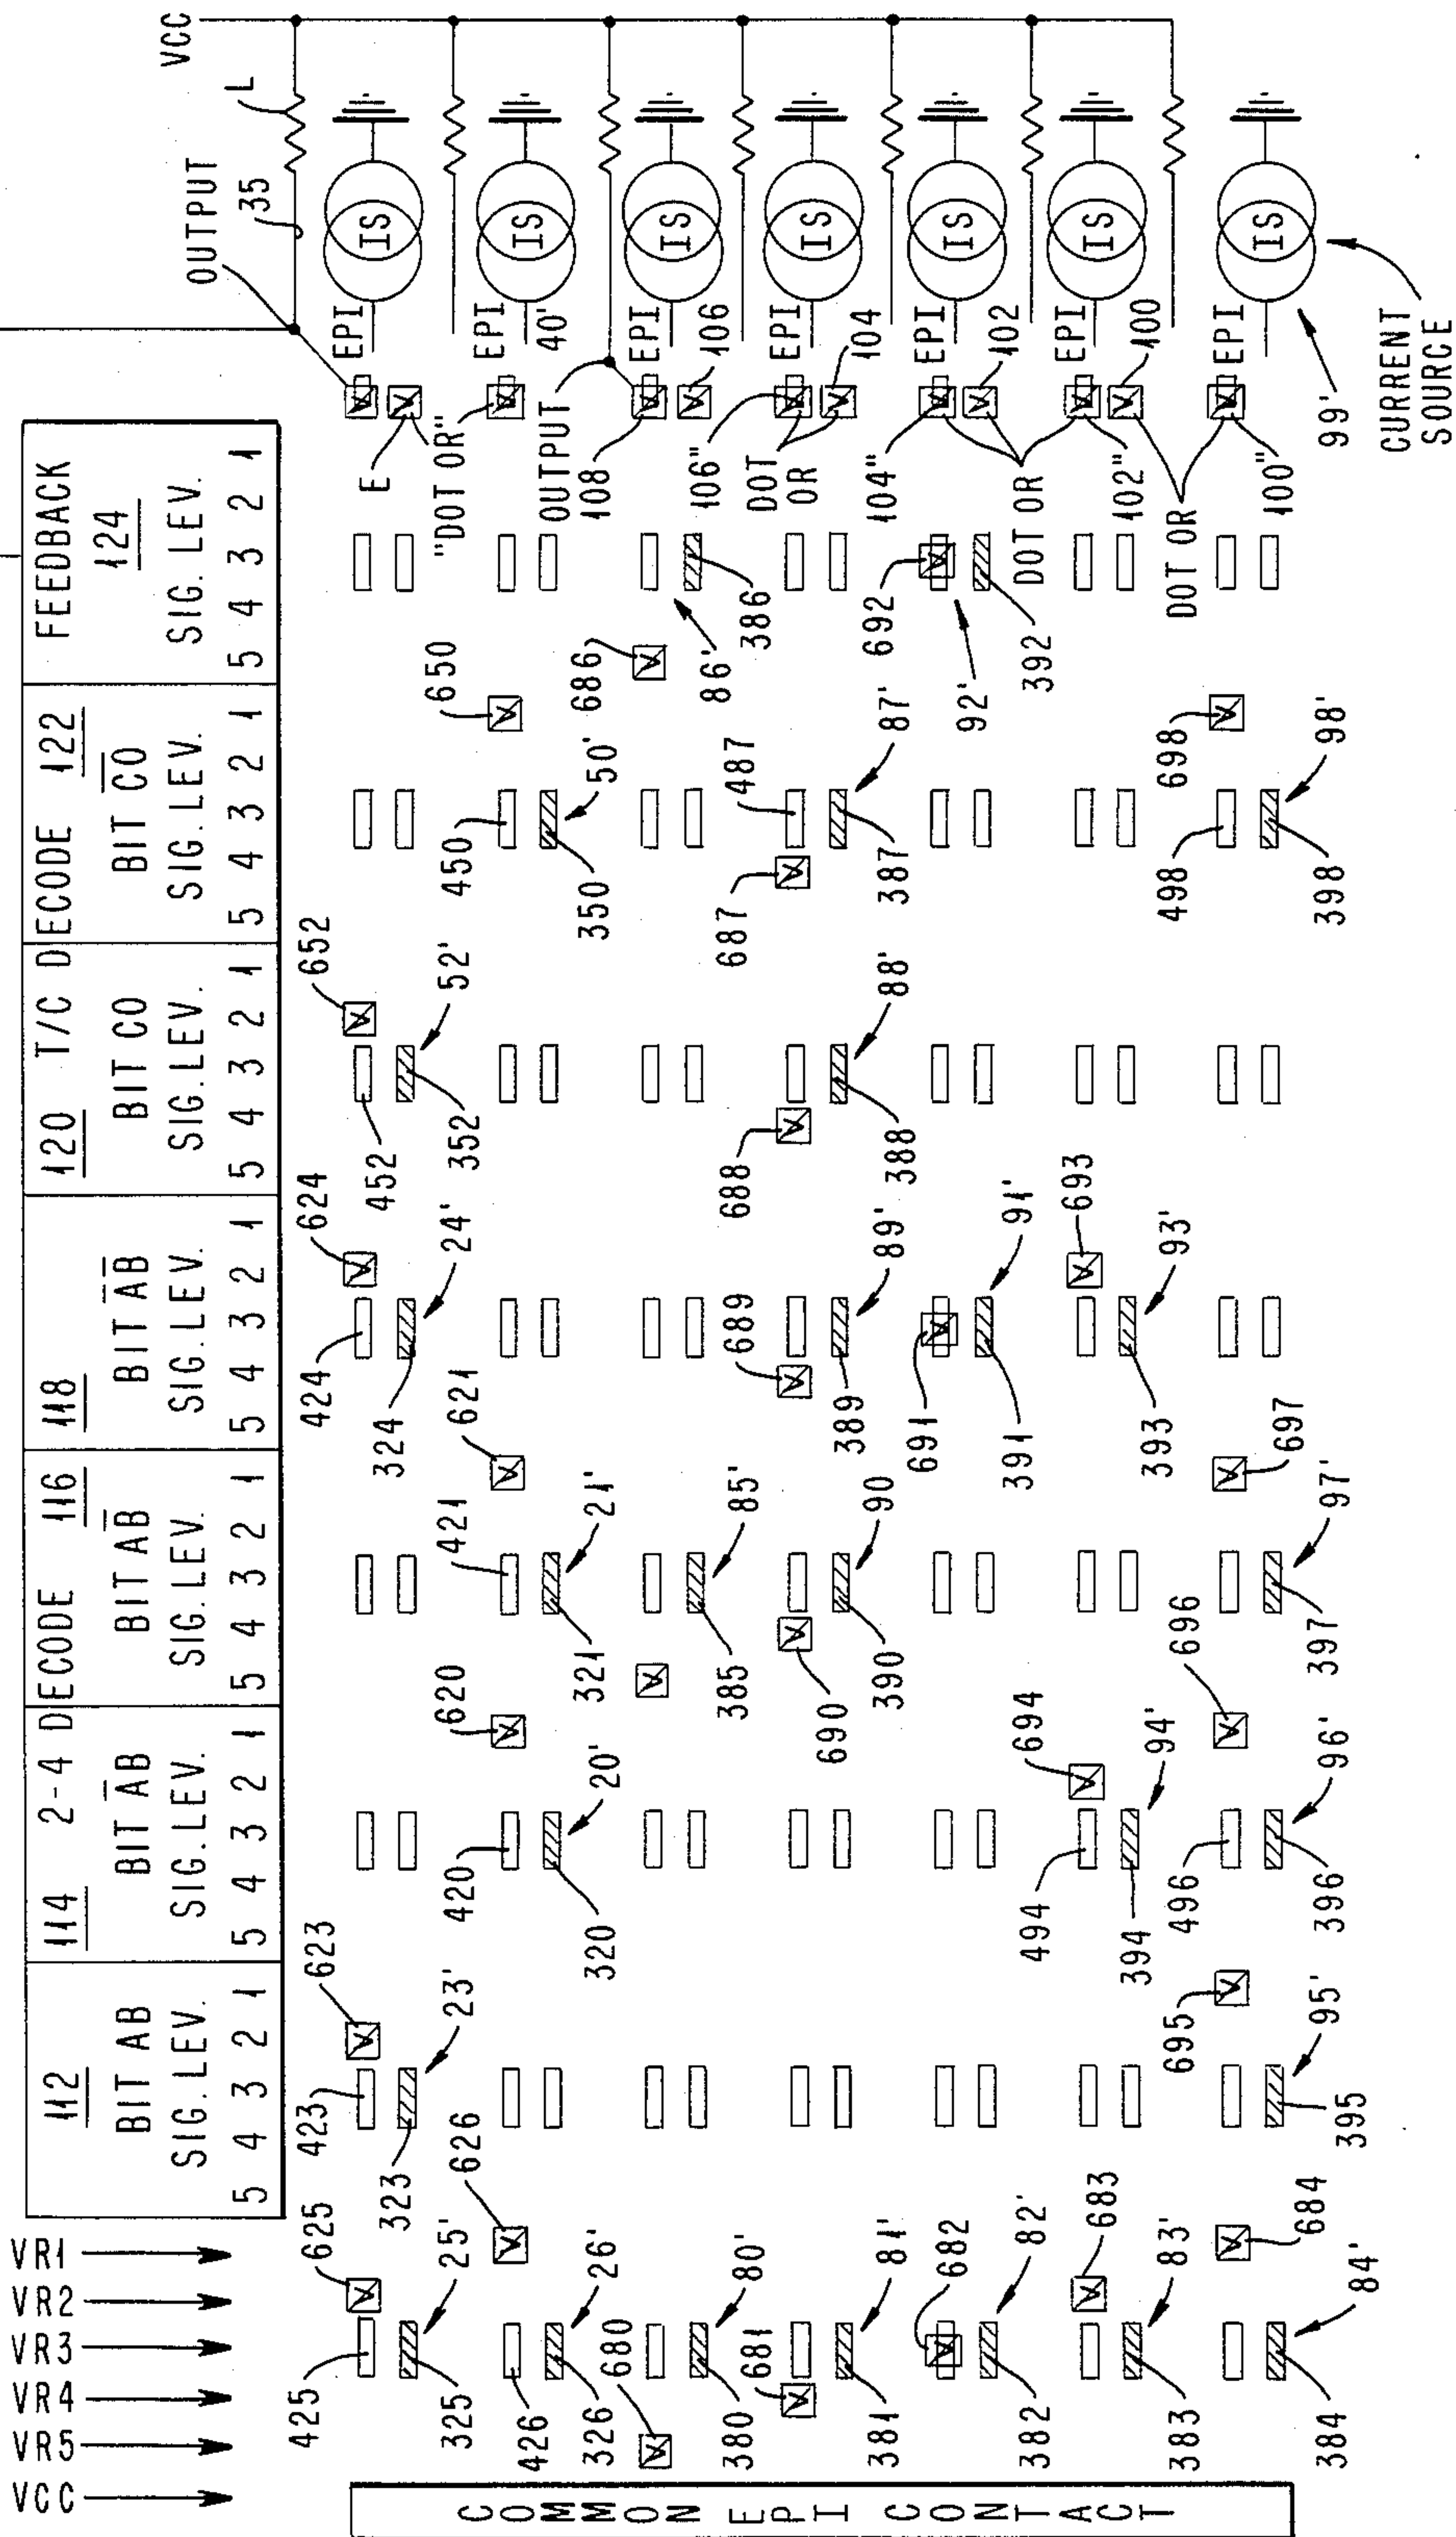 VCC
L
OUTPUT
35
IS
IS
IS
IS
IS
IS
IS
EPI
EPI
EPI
EPI
EPI
EPI
EPI
40'
106
104
102
100
99'
CURRENT
SOURCE
E
"DOT OR"
OUTPUT
108
106"
DOT
OR
104"
DOT OR
102"
DOT OR
100"
112
BIT AB
SIG. LEV.
5 4 3 2 1
114
2-4 DECODE
BIT A̅B
SIG. LEV.
5 4 3 2 1
116
BIT AB̅
SIG. LEV.
5 4 3 2 1
118
BIT A̅B̅
SIG. LEV.
5 4 3 2 1
120
T/C DECODE
BIT CO
SIG. LEV.
5 4 3 2 1
122
BIT C̅O̅
SIG. LEV.
5 4 3 2 1
FEEDBACK
124
SIG. LEV.
5 4 3 2 1
VR1
VR2
VR3
VR4
VR5
VCC
425
625
325
25'
423
623
323
23'
424
624
324
24'
452
652
352
52'
426
626
326
26'
420
620
320
20'
421
621
321
21'
450
650
350
50'
680
380
80'
385
85'
686
86'
386
681
381
81'
690
390
90
689
389
89'
688
388
88'
687
487
387
87'
682
382
82'
691
391
91'
692
92'
392
683
383
83'
494
694
394
94'
693
393
93'
684
384
84'
695
395
95'
496
696
396
96'
697
397
97'
498
698
398
98'
COMMON EPI CONTACT